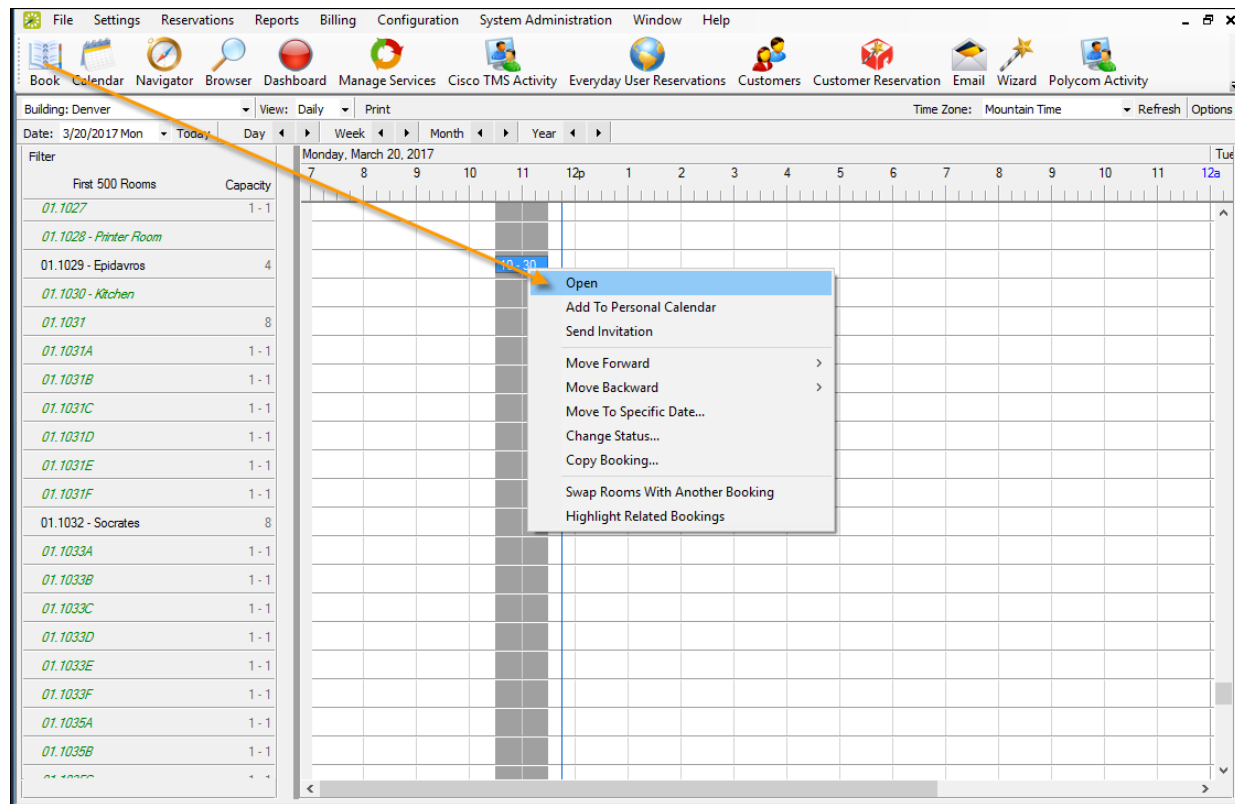 File Settings Reservations Reports Billing Configuration System Administration Window Help
Book Calendar Navigator Browser Dashboard Manage Services Cisco TMS Activity Everyday User Reservations Customers Customer Reservation Email Wizard Polycom Activity
Building: Denver View: Daily Print Time Zone: Mountain Time Refresh Options
Date: 3/20/2017 Mon Today Day Week Month Year
Filter Monday, March 20, 2017 Tue
First 500 Rooms Capacity 7 8 9 10 11 12p 1 2 3 4 5 6 7 8 9 10 11 12a
01.1027 1 - 1
01.1028 - Printer Room
01.1029 - Epidavros 4 10 - 30
Open
01.1030 - Kitchen
Add To Personal Calendar
01.1031 8
Send Invitation
01.1031A 1 - 1
Move Forward
01.1031B 1 - 1
Move Backward
01.1031C 1 - 1
Move To Specific Date...
01.1031D 1 - 1
Change Status...
01.1031E 1 - 1
Copy Booking...
01.1031F 1 - 1
Swap Rooms With Another Booking
01.1032 - Socrates 8
Highlight Related Bookings
01.1033A 1 - 1
01.1033B 1 - 1
01.1033C 1 - 1
01.1033D 1 - 1
01.1033E 1 - 1
01.1033F 1 - 1
01.1035A 1 - 1
01.1035B 1 - 1